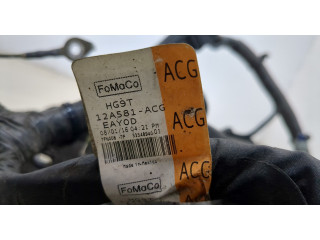 FoMoCo
HG9T
12A581-ACG
EAYOD
ACG
ACG
ACG
Made in Mexico
FoMoCo